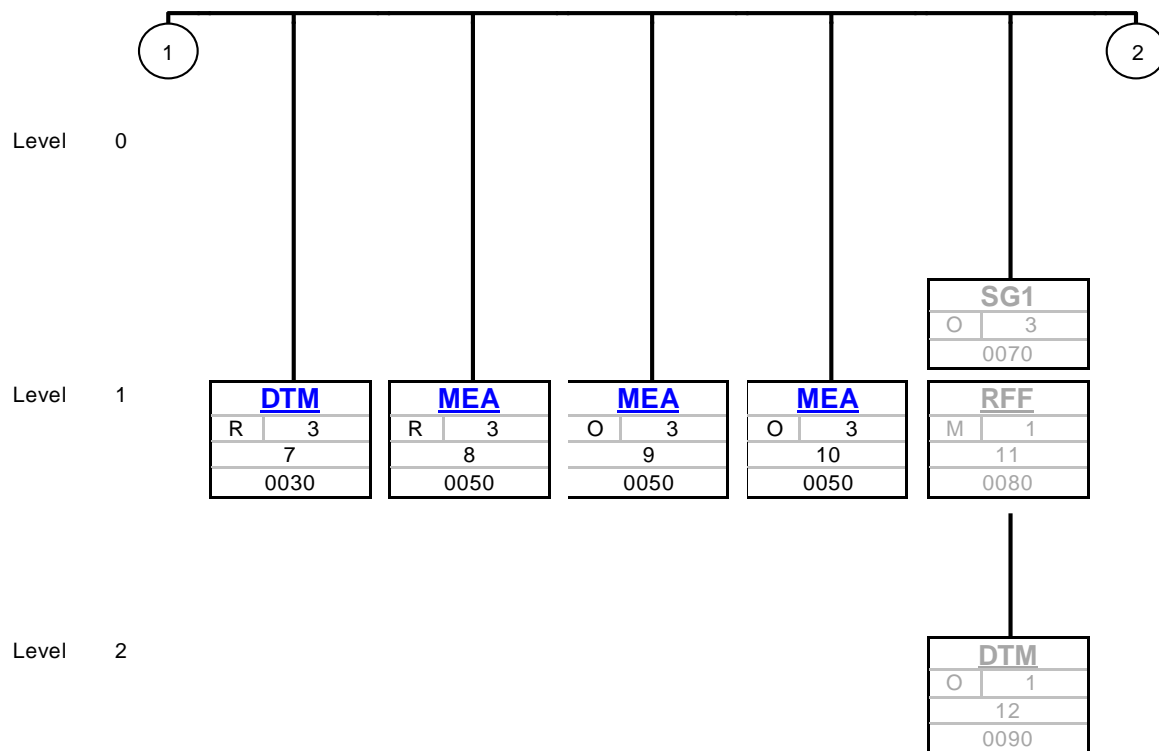 1
2
Level 0
SG1
O 3
0070
Level 1
DTM
R 3
7
0030
MEA
R 3
8
0050
MEA
O 3
9
0050
MEA
O 3
10
0050
RFF
M 1
11
0080
Level 2
DTM
O 1
12
0090